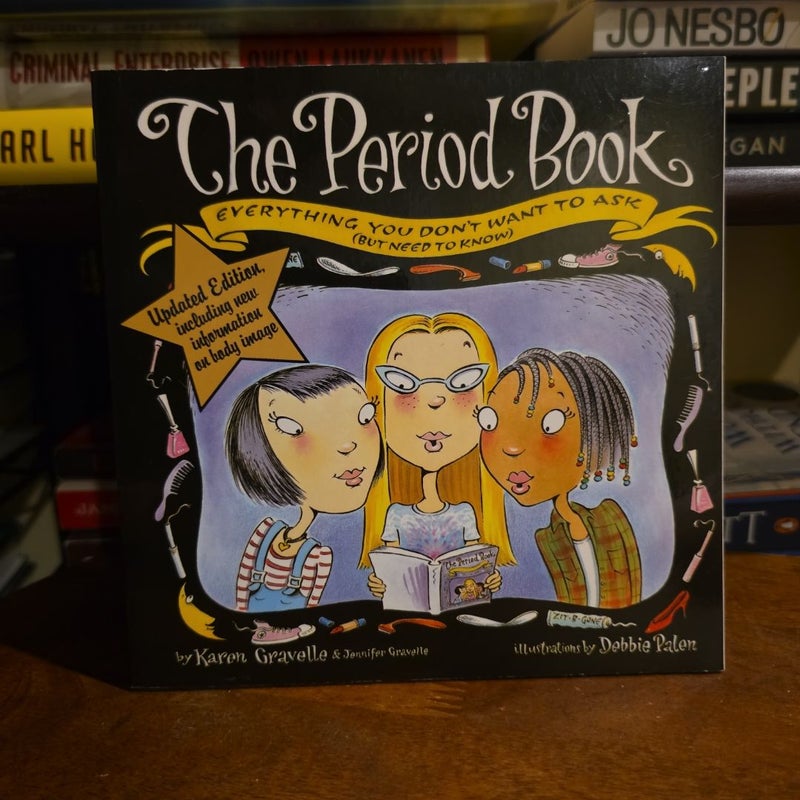 JO NESBO
CRIMINAL ENTERPRISE OWEN LAUKKANEN
EPLE
ARL H
GAN
The Period Book
EVERYTHING YOU DON'T WANT TO ASK
(BUT NEED TO KNOW)
Updated Edition,
including new
information
on body image
The Period Book
ZIT-B-GONE
by Karen Gravelle & Jennifer Gravelle
illustrations by Debbie Palen